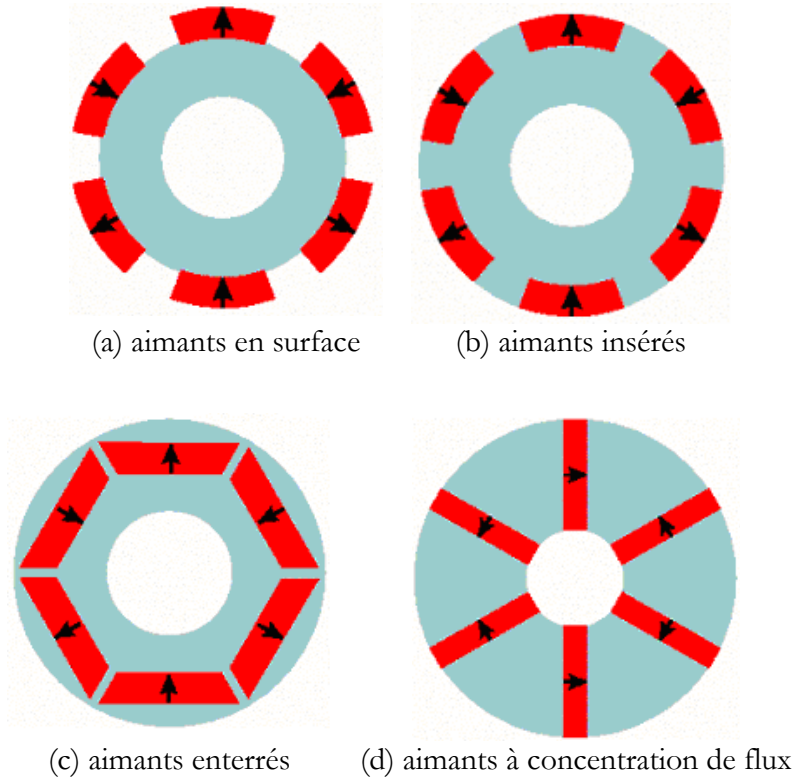 (a) aimants en surface
(b) aimants insérés
(c) aimants enterrés
(d) aimants à concentration de flux